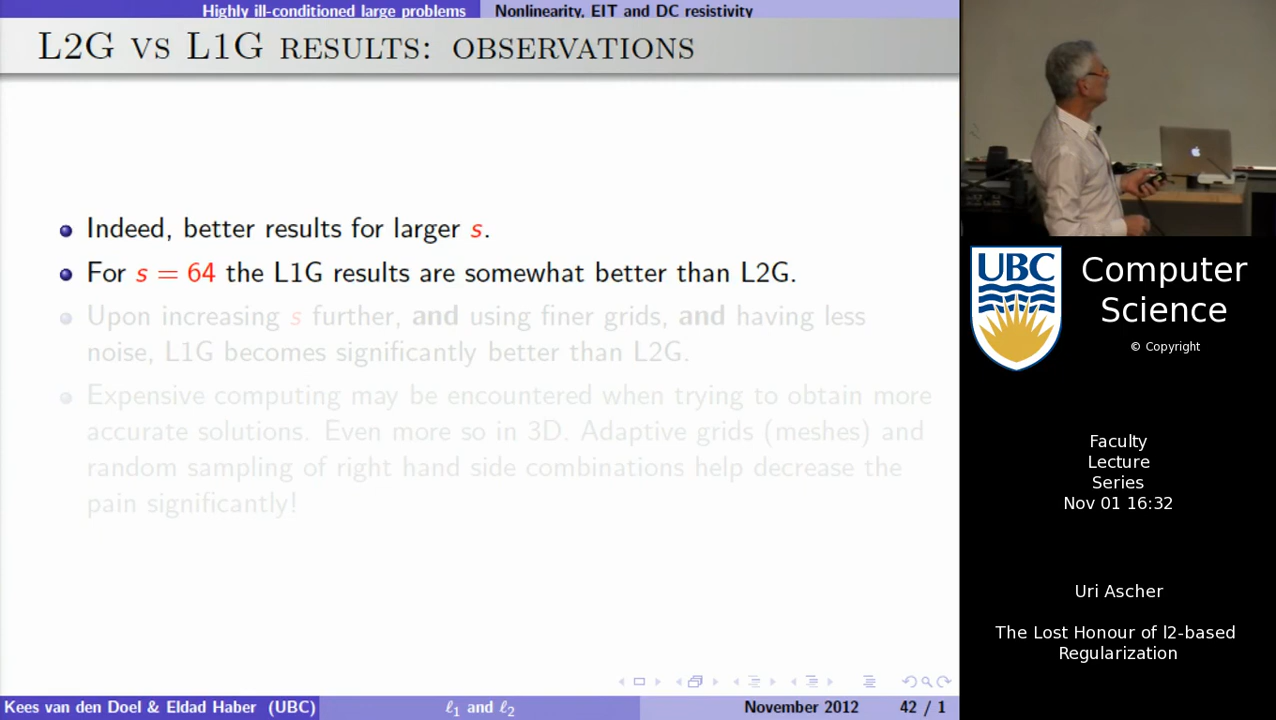 Highly ill-conditioned large problems
Nonlinearity, EIT and DC resistivity
L2G vs L1G results: observations
Indeed, better results for larger s.
For s = 64 the L1G results are somewhat better than L2G.
Upon increasing s further, and using finer grids, and having less
noise, L1G becomes significantly better than L2G.
Expensive computing may be encountered when trying to obtain more
accurate solutions. Even more so in 3D. Adaptive grids (meshes) and
random sampling of right hand side combinations help decrease the
pain significantly!
Kees van den Doel & Eldad Haber (UBC)
ℓ1 and ℓ2
November 2012
42 / 1
UBC
Computer
Science
© Copyright
Faculty
Lecture
Series
Nov 01 16:32
Uri Ascher
The Lost Honour of l2-based
Regularization